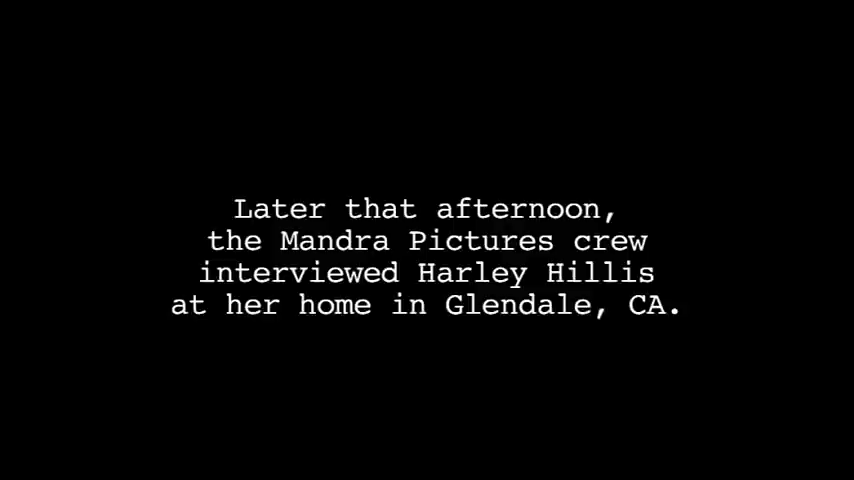 Later that afternoon,
the Mandra Pictures crew
interviewed Harley Hillis
at her home in Glendale, CA.